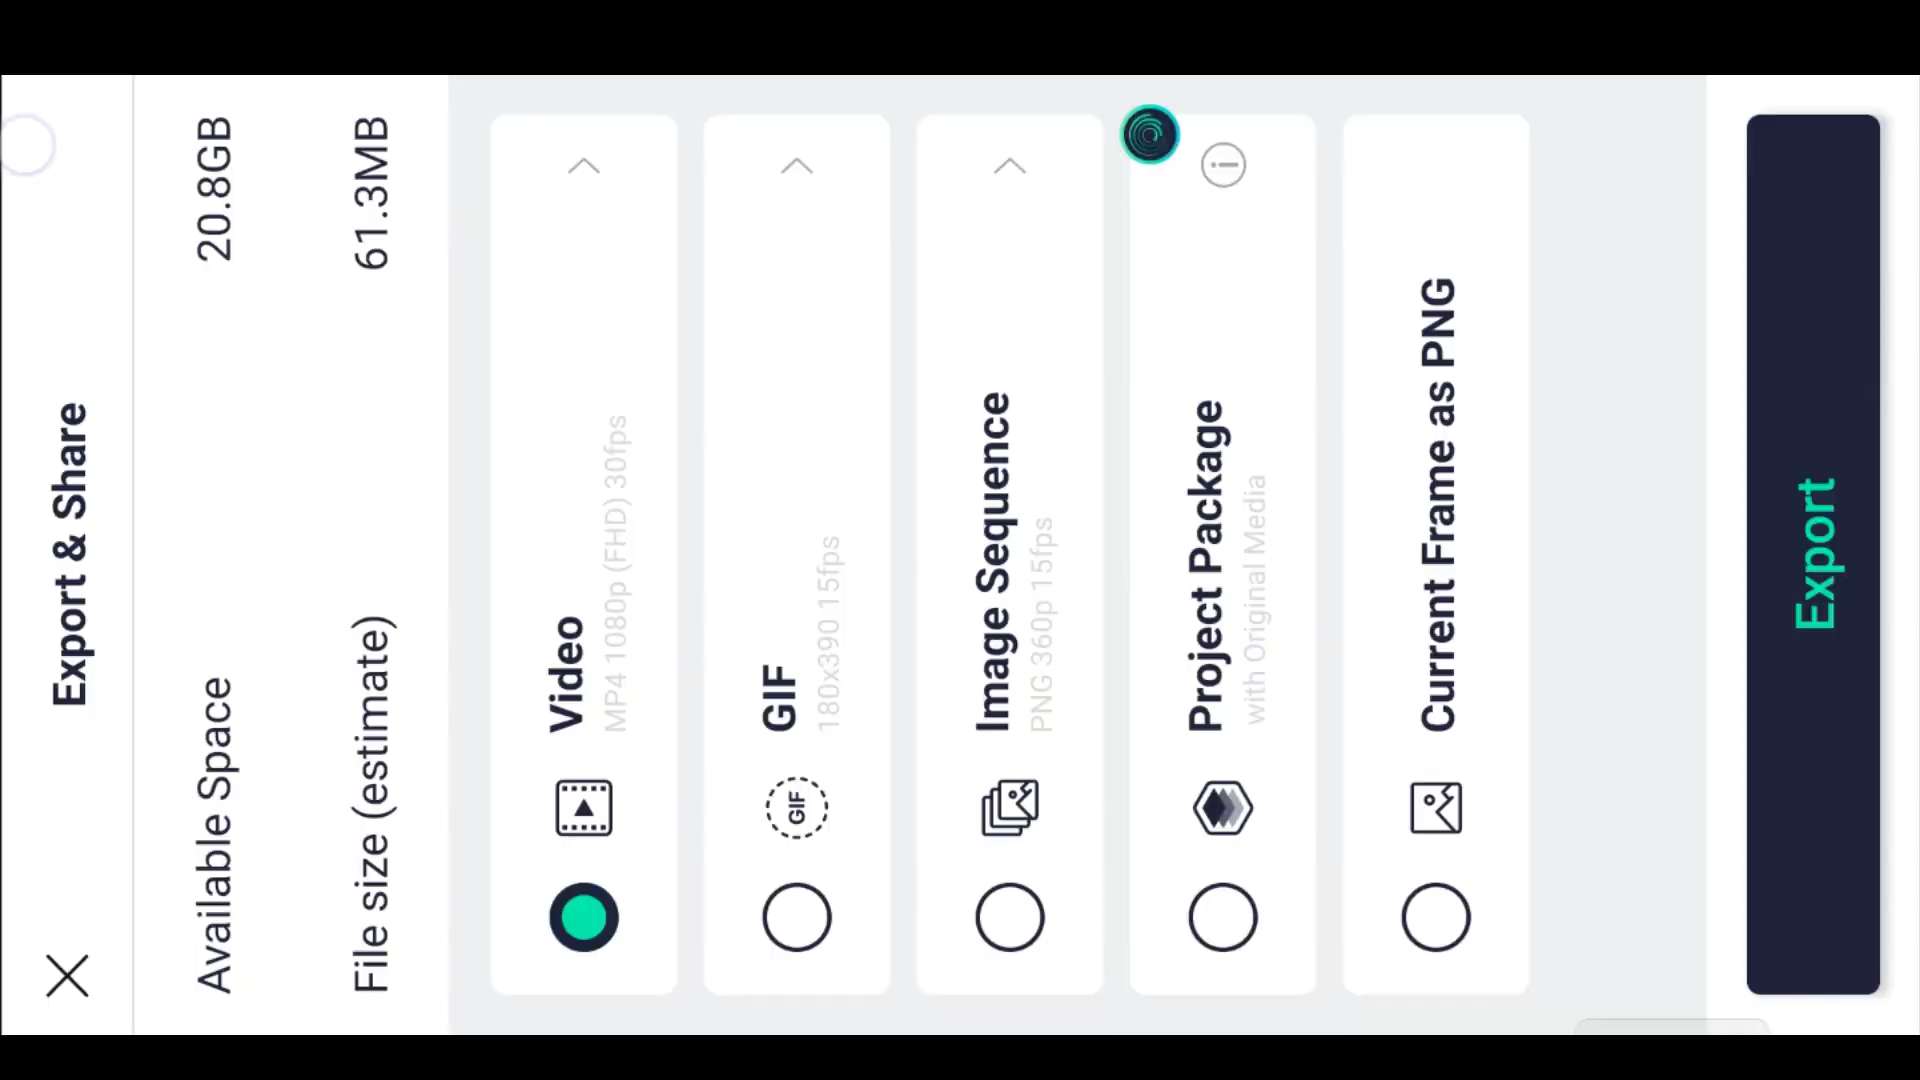 Export & Share
Available Space 20.8GB
File size (estimate) 61.3MB
Video
MP4 1080p (FHD) 30fps
GIF
GIF
180x390 15fps
Image Sequence
PNG 360p 15fps
Project Package
with Original Media
Current Frame as PNG
Export